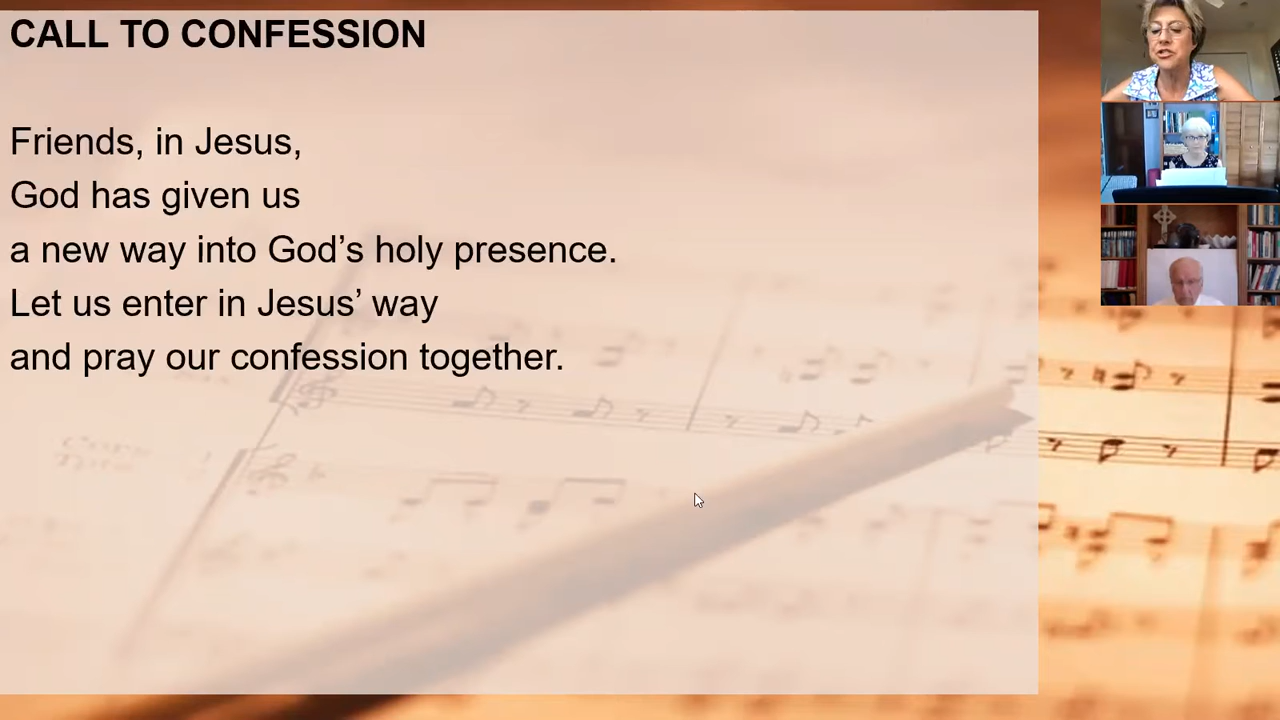 CALL TO CONFESSION
Friends, in Jesus,
God has given us
a new way into God’s holy presence.
Let us enter in Jesus’ way
and pray our confession together.